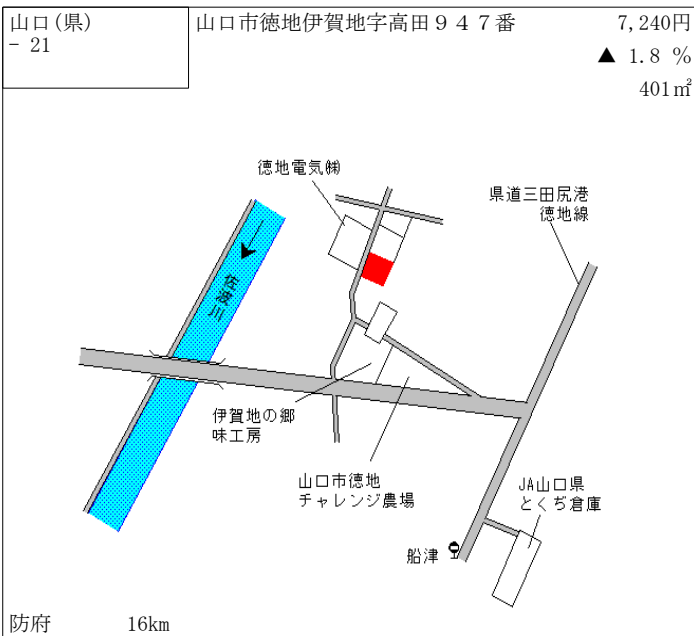 山口(県)
- 21
山口市徳地伊賀地字高田９４７番
7,240円
▲ 1.8 %
401㎡
徳地電気㈱
県道三田尻港
徳地線
佐波川
伊賀地の郷
味工房
山口市徳地
チャレンジ農場
JA山口県
とくぢ倉庫
船津
防府 16km